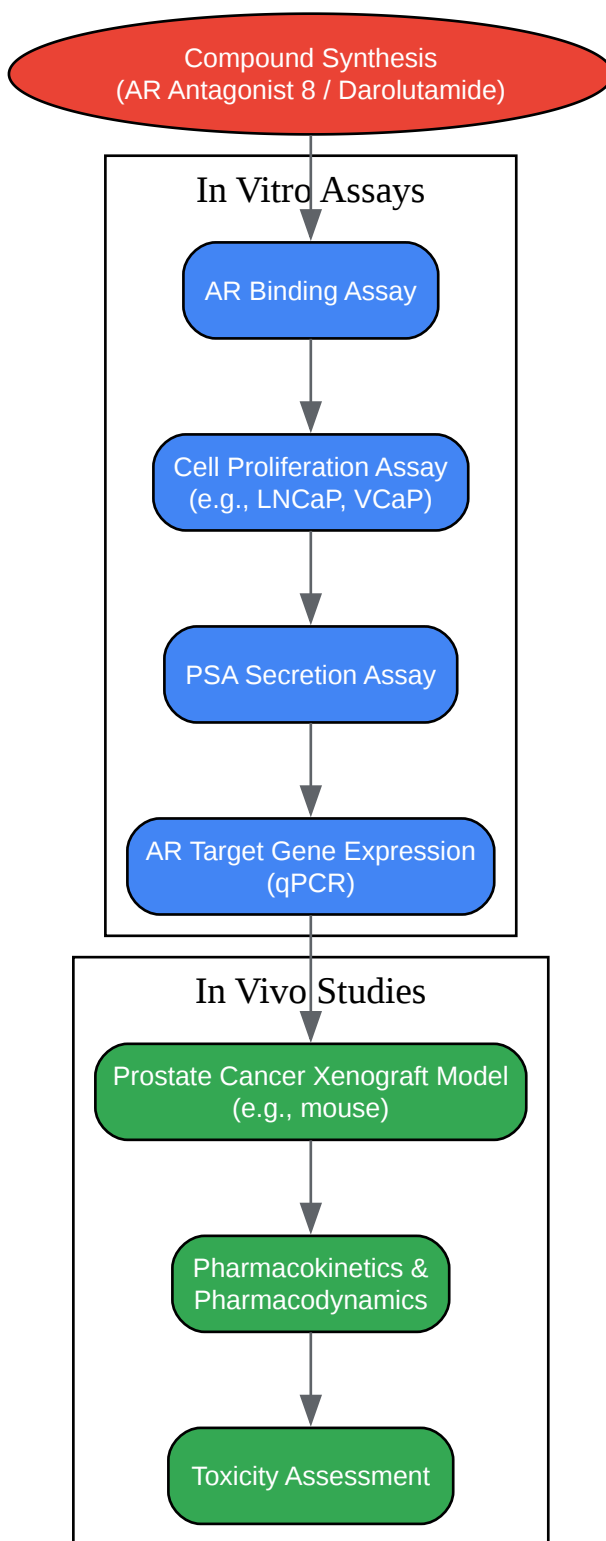 Compound Synthesis
(AR Antagonist 8 / Darolutamide)
In Vitro Assays
AR Binding Assay
Cell Proliferation Assay
(e.g., LNCaP, VCaP)
PSA Secretion Assay
AR Target Gene Expression
(qPCR)
In Vivo Studies
Prostate Cancer Xenograft Model
(e.g., mouse)
Pharmacokinetics &
Pharmacodynamics
Toxicity Assessment